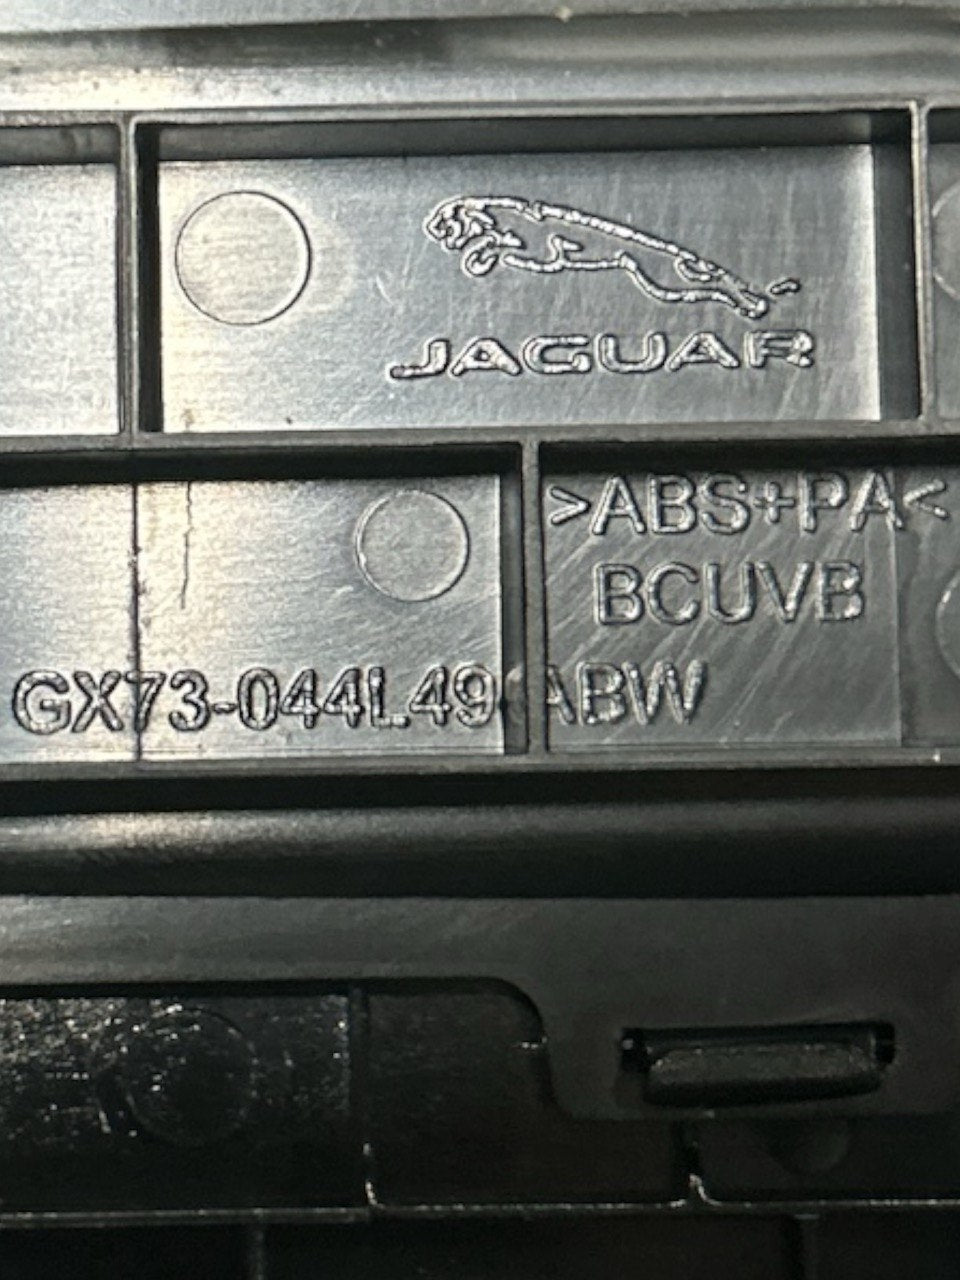 JAGUAR
>ABS+PA<
BCUVB
GX73-044L49-ABW